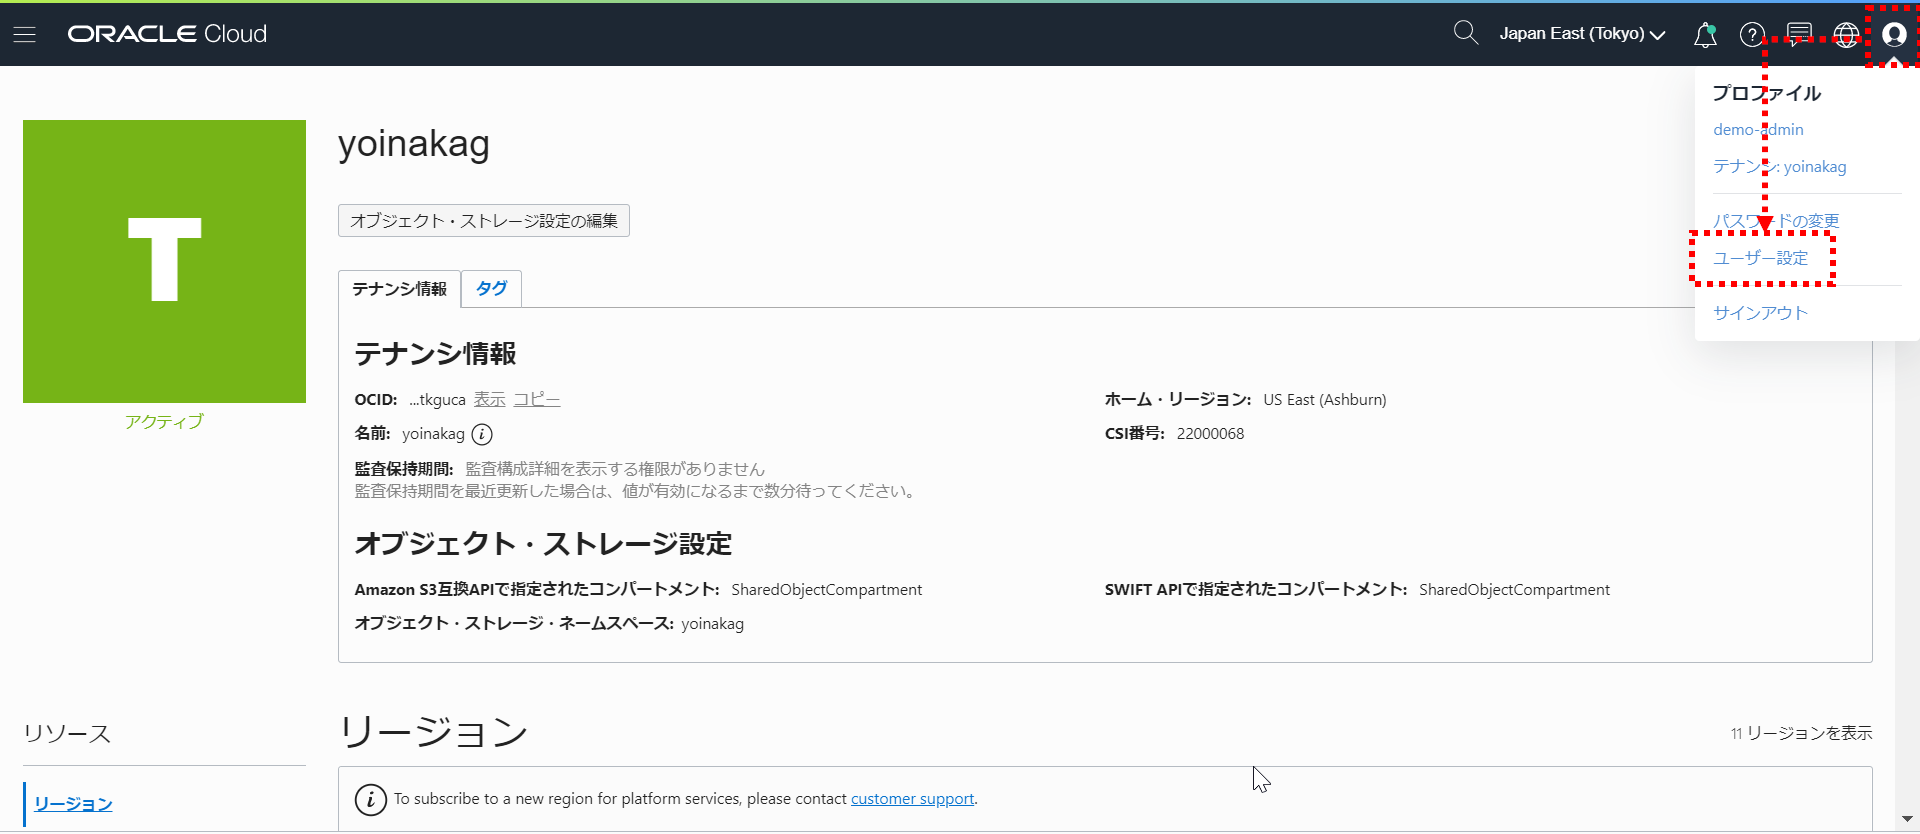 ORACLE Cloud
Japan East (Tokyo)
プロファイル
demo-admin
テナンシ: yoinakag
パスワードの変更
ユーザー設定
サインアウト
T
アクティブ
yoinakag
オブジェクト・ストレージ設定の編集
テナンシ情報 タグ
テナンシ情報
OCID: ...tkguca 表示 コピー
ホーム・リージョン: US East (Ashburn)
名前: yoinakag
CSI番号: 22000068
監査保持期間: 監査構成詳細を表示する権限がありません
監査保持期間を最近更新した場合は、値が有効になるまで数分待ってください。
オブジェクト・ストレージ設定
Amazon S3互換APIで指定されたコンパートメント: SharedObjectCompartment
SWIFT APIで指定されたコンパートメント: SharedObjectCompartment
オブジェクト・ストレージ・ネームスペース: yoinakag
リソース
リージョン
リージョン
11 リージョンを表示
To subscribe to a new region for platform services, please contact customer support.